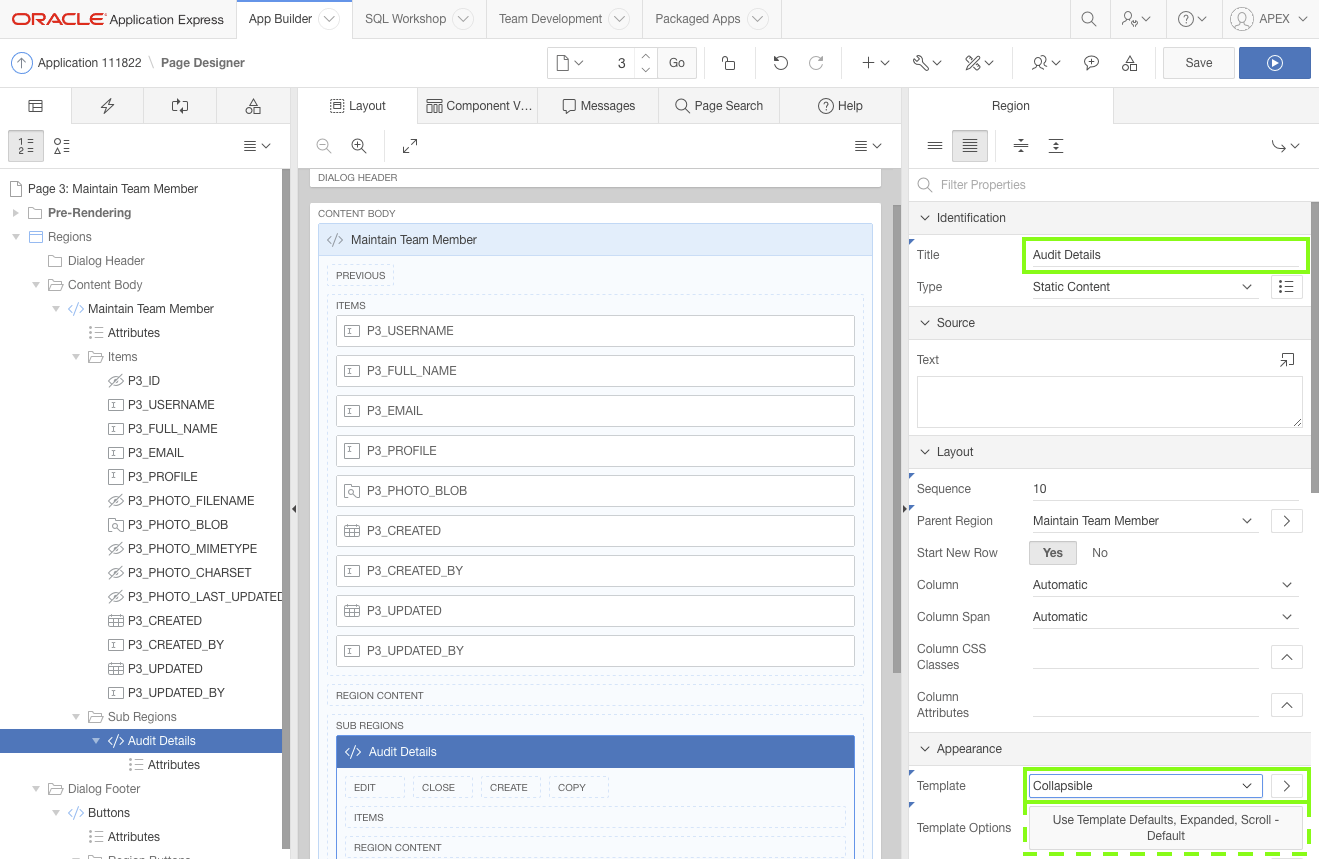 ORACLE Application Express
App Builder
SQL Workshop
Team Development
Packaged Apps
APEX
Application 111822 \ Page Designer
3
Go
Save
Layout
Component V...
Messages
Page Search
Help
Region
Page 3: Maintain Team Member
Pre-Rendering
Regions
Dialog Header
Content Body
Maintain Team Member
Attributes
Items
P3_ID
P3_USERNAME
P3_FULL_NAME
P3_EMAIL
P3_PROFILE
P3_PHOTO_FILENAME
P3_PHOTO_BLOB
P3_PHOTO_MIMETYPE
P3_PHOTO_CHARSET
P3_PHOTO_LAST_UPDATED
P3_CREATED
P3_CREATED_BY
P3_UPDATED
P3_UPDATED_BY
Sub Regions
Audit Details
Attributes
Dialog Footer
Buttons
Attributes
Region Buttons
DIALOG HEADER
CONTENT BODY
Maintain Team Member
PREVIOUS
ITEMS
P3_USERNAME
P3_FULL_NAME
P3_EMAIL
P3_PROFILE
P3_PHOTO_BLOB
P3_CREATED
P3_CREATED_BY
P3_UPDATED
P3_UPDATED_BY
REGION CONTENT
SUB REGIONS
Audit Details
EDIT
CLOSE
CREATE
COPY
ITEMS
REGION CONTENT
Filter Properties
Identification
Title
Audit Details
Type
Static Content
Source
Text
Layout
Sequence
10
Parent Region
Maintain Team Member
Start New Row
Yes
No
Column
Automatic
Column Span
Automatic
Column CSS
Classes
Column
Attributes
Appearance
Template
Collapsible
Template Options
Use Template Defaults, Expanded, Scroll -
Default